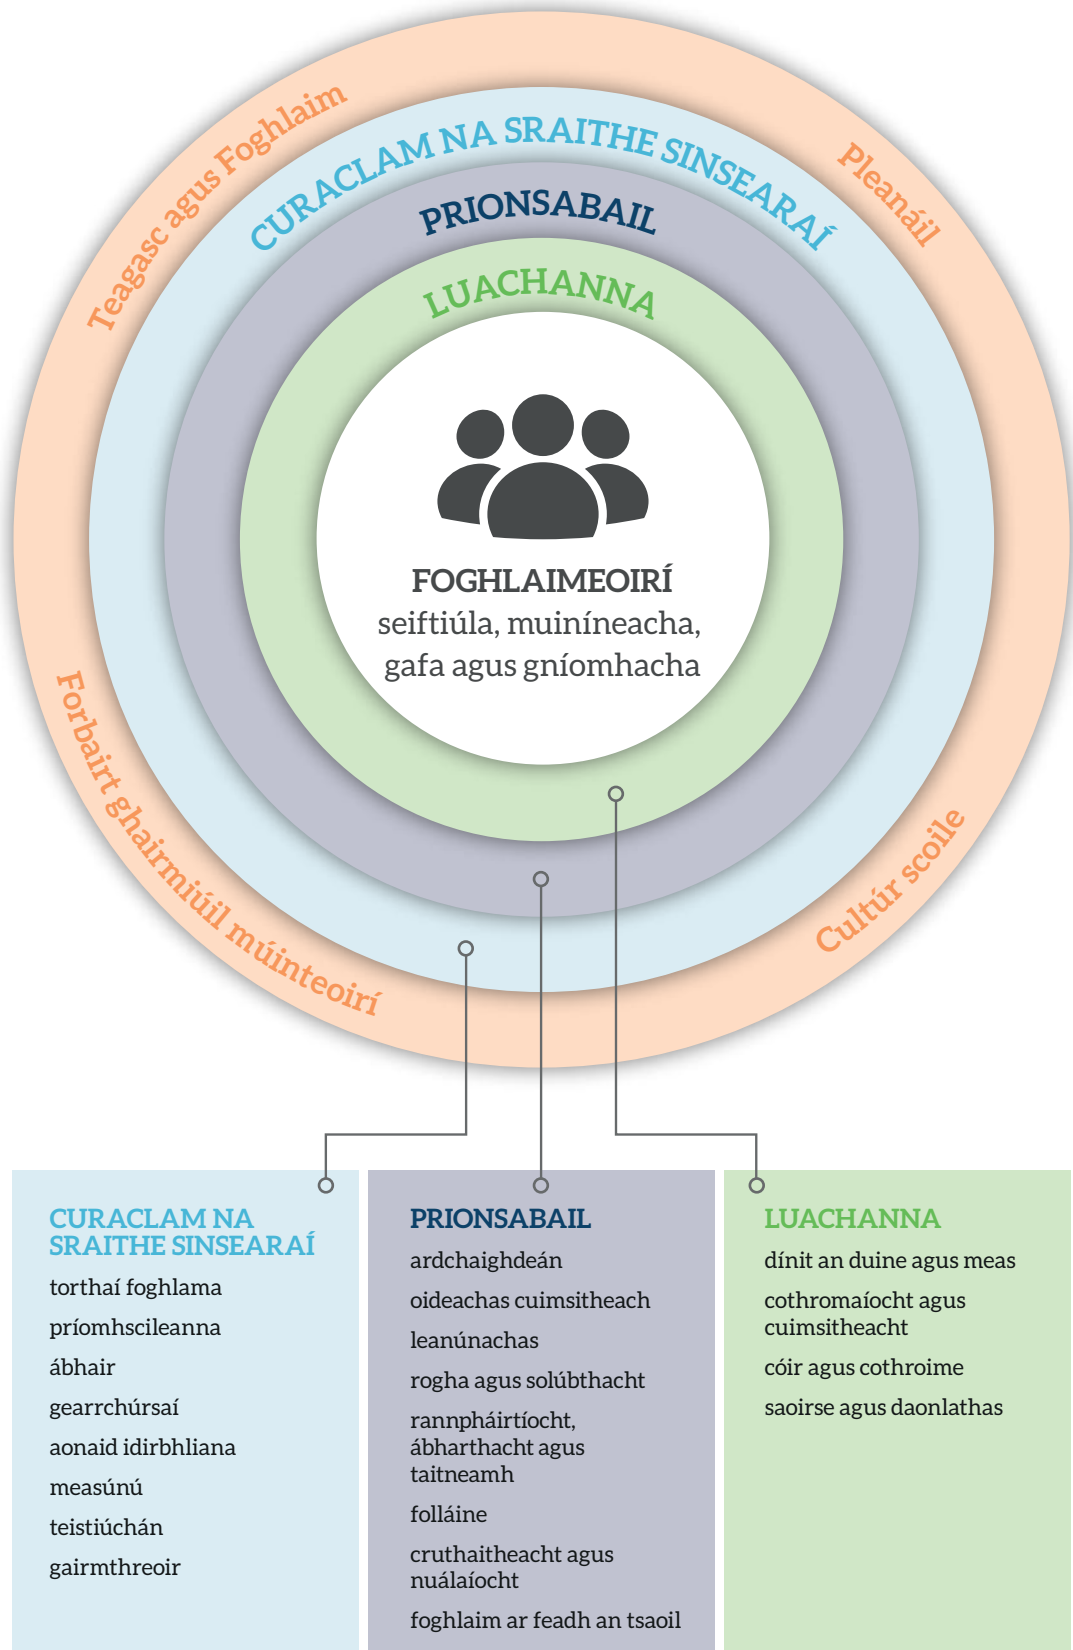 Teagasc agus Foghlaim
Pleanáil
CURACLAM NA SRAITHE SINSEARAÍ
PRIONSABAIL
LUACHANNA
FOGHLAIMEOIRÍ
seiftiúla, muiníneacha,
gafa agus gníomhacha
Forbairt ghairmiúil múinteoirí
Cultúr scoile
CURACLAM NA
SRAITHE SINSEARAÍ
torthaí foghlama
príomhscileanna
ábhair
gearrchúrsaí
aonaid idirbhliana
measúnú
teistiúchán
gairmthreoir
PRIONSABAIL
ardchaighdeán
oideachas cuimsitheach
leanúnachas
rogha agus solúbthacht
rannpháirtíocht,
ábharthacht agus
taitneamh
folláine
cruthaitheacht agus
nuálaíocht
foghlaim ar feadh an tsaoil
LUACHANNA
dínit an duine agus meas
cothromaíocht agus
cuimsitheacht
cóir agus cothroime
saoirse agus daonlathas